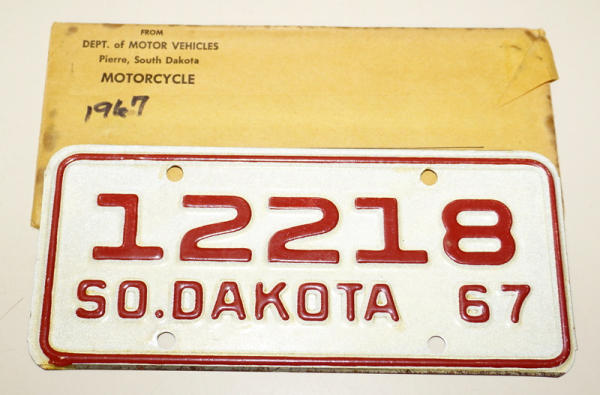 FROM
DEPT. of MOTOR VEHICLES
Pierre, South Dakota
MOTORCYCLE
1967
12218
SO. DAKOTA 67